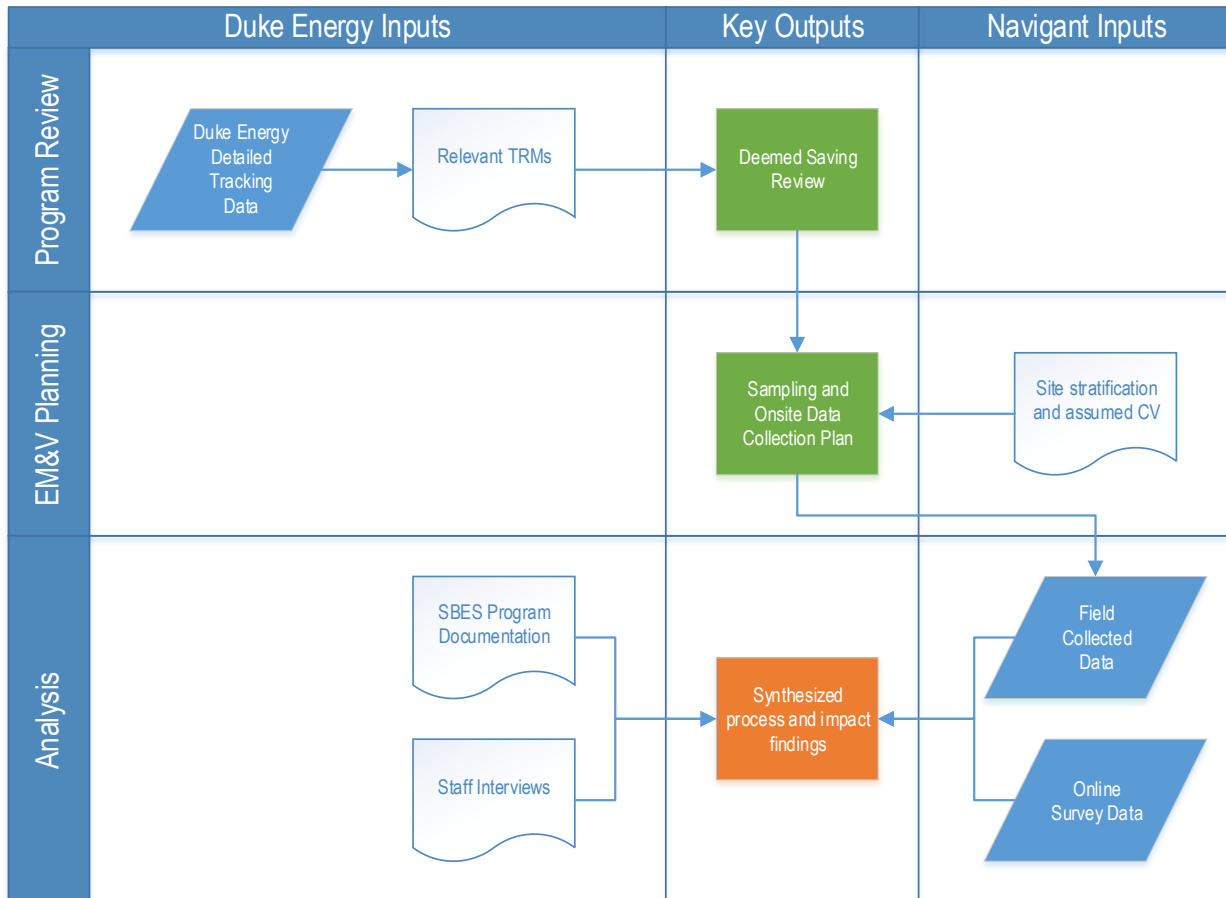 Duke Energy Inputs
Key Outputs
Navigant Inputs
Program Review
Duke Energy
Detailed
Tracking
Data
Relevant TRMs
Deemed Saving
Review
EM&V Planning
Sampling and
Onsite Data
Collection Plan
Site stratification
and assumed CV
Analysis
SBES Program
Documentation
Staff Interviews
Synthesized
process and impact
findings
Field
Collected
Data
Online
Survey Data